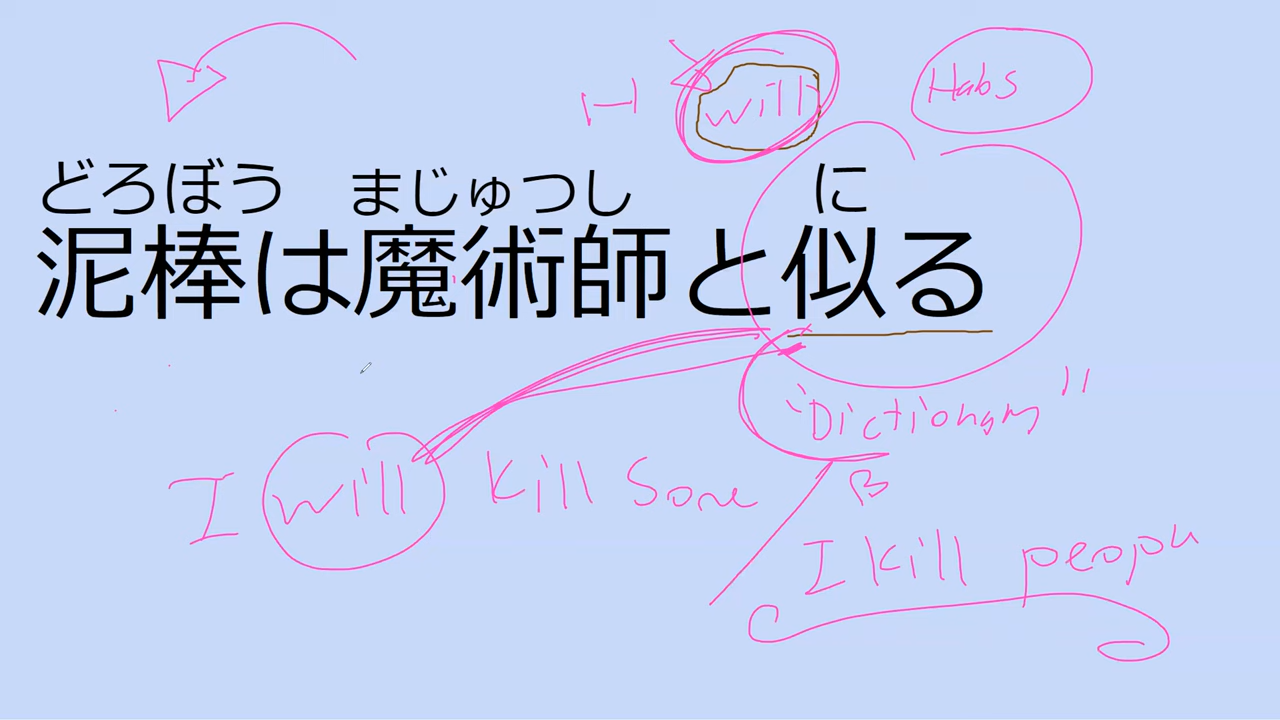 will Habs
どろぼう まじゅつし に
泥棒は魔術師と似る
"Dictionary"
I will kill some
B
I kill people